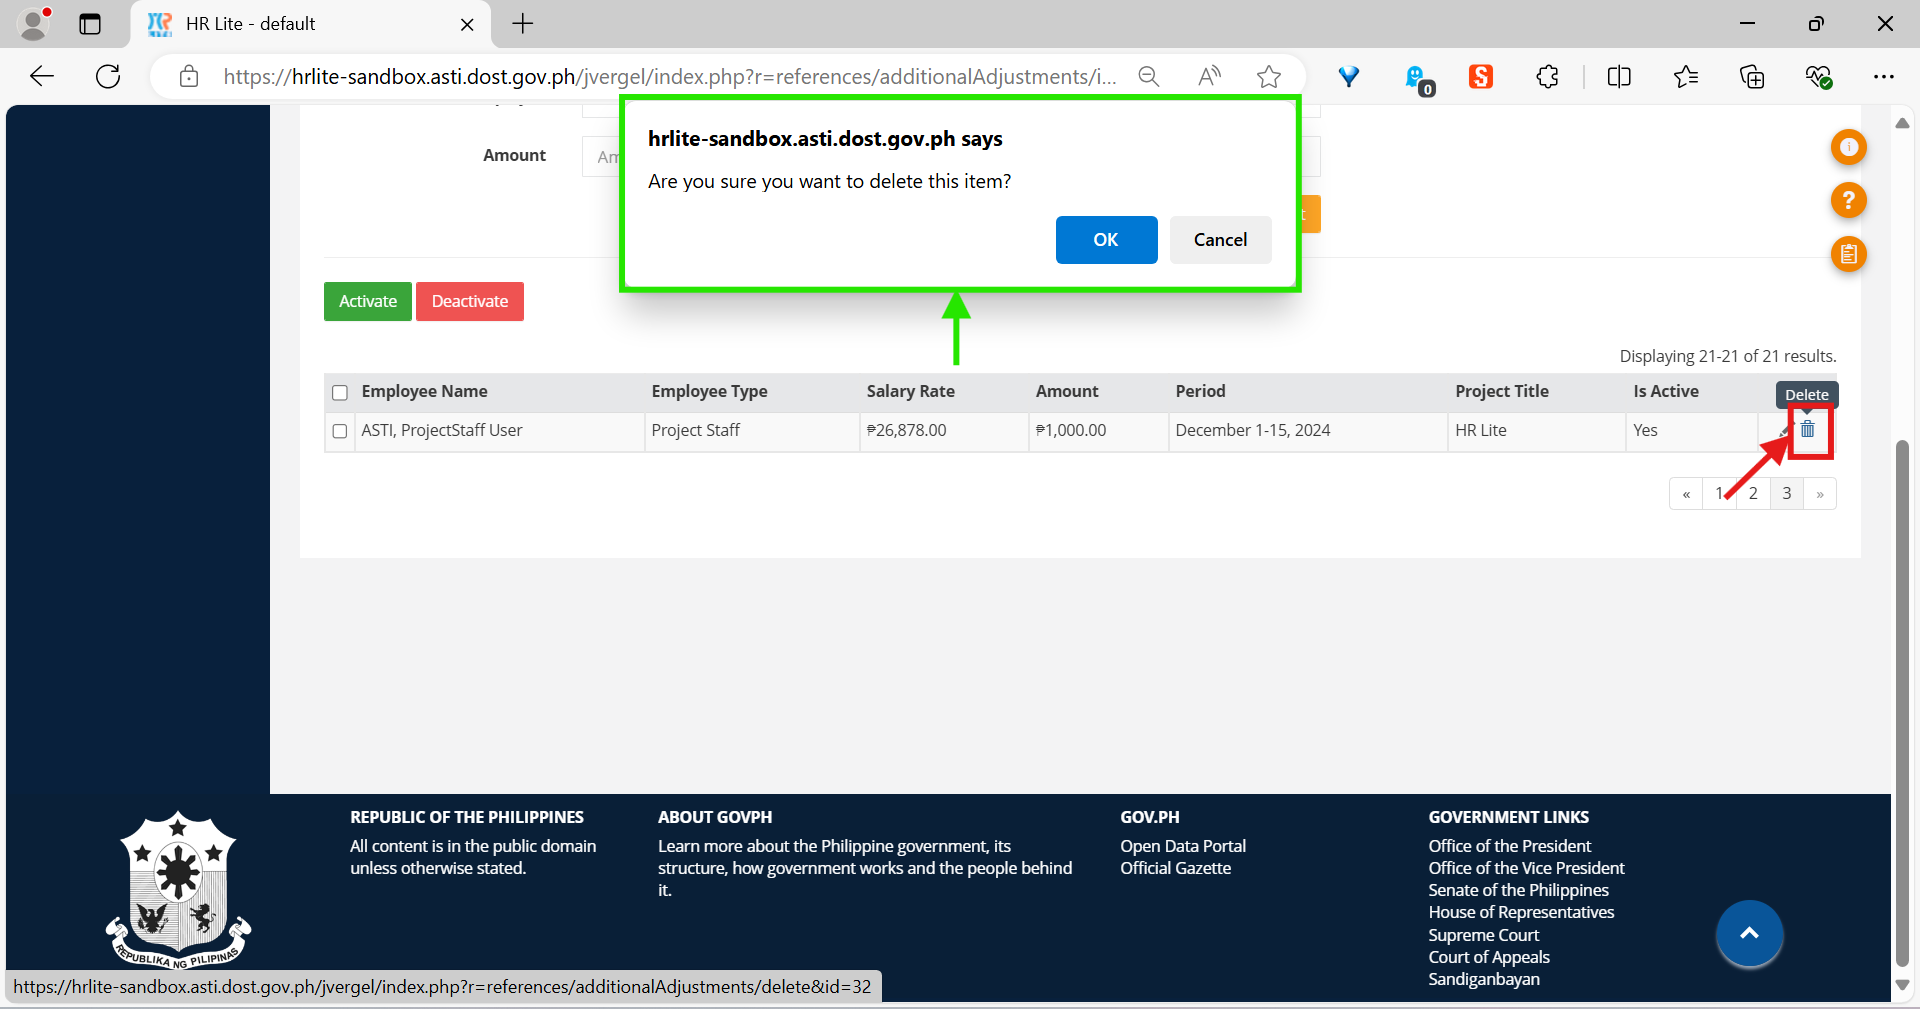 HR Lite - default
https://hrlite-sandbox.asti.dost.gov.ph/jvergel/index.php?r=references/additionalAdjustments/i...
0
hrlite-sandbox.asti.dost.gov.ph says
Are you sure you want to delete this item?
OK
Cancel
Amount
Activate
Deactivate
Displaying 21-21 of 21 results.
Employee Name
Employee Type
Salary Rate
Amount
Period
Project Title
Is Active
Delete
ASTI, ProjectStaff User
Project Staff
₱26,878.00
₱1,000.00
December 1-15, 2024
HR Lite
Yes
« 1 2 3 »
REPUBLIC OF THE PHILIPPINES
All content is in the public domain
unless otherwise stated.
ABOUT GOVPH
Learn more about the Philippine government, its
structure, how government works and the people behind
it.
GOV.PH
Open Data Portal
Official Gazette
GOVERNMENT LINKS
Office of the President
Office of the Vice President
Senate of the Philippines
House of Representatives
Supreme Court
Court of Appeals
Sandiganbayan
REPUBLIKA NG PILIPINAS
https://hrlite-sandbox.asti.dost.gov.ph/jvergel/index.php?r=references/additionalAdjustments/delete&id=32